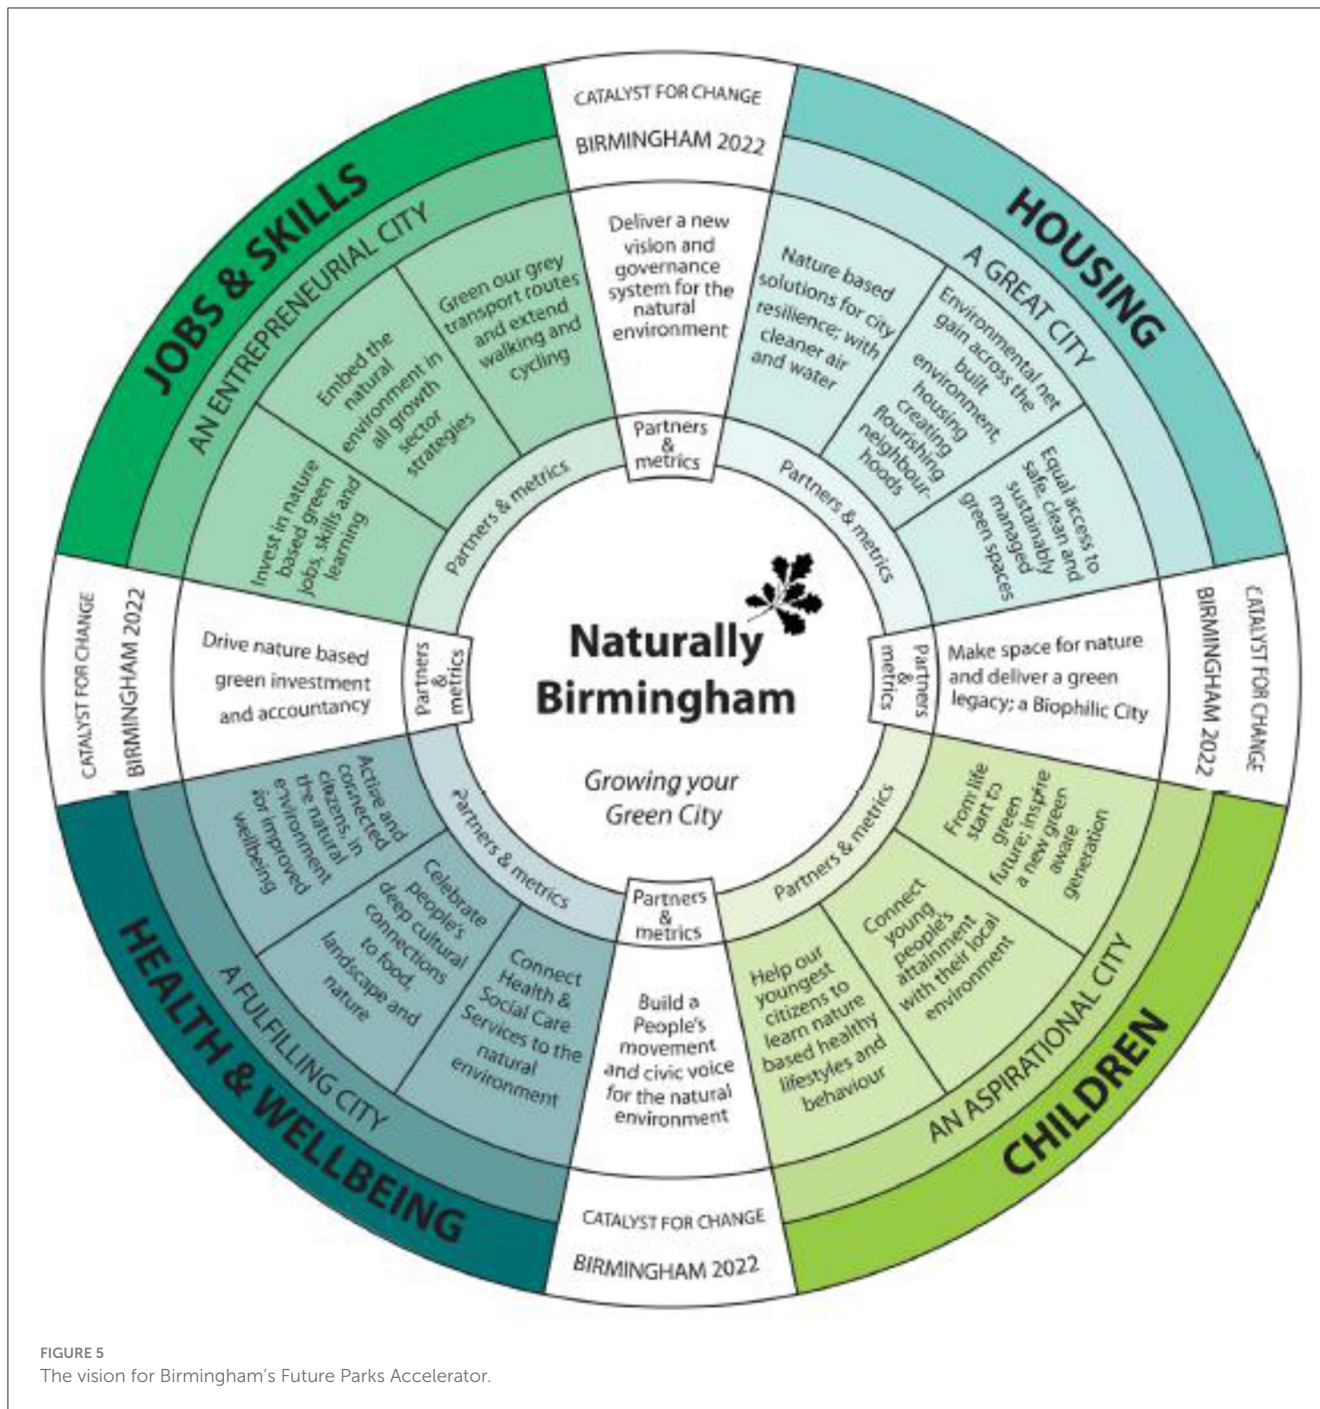 CATALYST FOR CHANGE
BIRMINGHAM 2022
Deliver a new
vision and
governance
system for the
natural
environment
Partners
&
metrics
HOUSING
A GREAT CITY
Nature based
solutions for city
resilience; with
cleaner air
and water
Environmental net
gain across the
built
environment,
housing
creating
flourishing
neighbour-
hoods
Equal access to
safe, clean and
sustainably
managed
green spaces
Partners & metrics
CATALYST FOR CHANGE
BIRMINGHAM 2022
Make space for nature
and deliver a green
legacy; a Biophilic City
Partners
&
metrics
CHILDREN
AN ASPIRATIONAL CITY
From life
start to
green
future; inspire
a new green
aware
generation
Connect
young
people's
attainment
with their local
environment
Help our
youngest
citizens to
learn nature
based healthy
lifestyles and
behaviour
Partners & metrics
CATALYST FOR CHANGE
BIRMINGHAM 2022
Build a
People's
movement
and civic voice
for the natural
environment
Partners
&
metrics
HEALTH & WELLBEING
A FULFILLING CITY
Connect
Health &
Social Care
Services to the
natural
environment
Celebrate
people's
deep cultural
connections
to food,
landscape and
nature
Active and
connected
citizens, in
the natural
environment
for improved
wellbeing
Partners & metrics
CATALYST FOR CHANGE
BIRMINGHAM 2022
Drive nature based
green investment
and accountancy
Partners
&
metrics
JOBS & SKILLS
AN ENTREPRENEURIAL CITY
Invest in nature
based green
jobs, skills and
learning
Embed the
natural
environment in
all growth
sector
strategies
Green our grey
transport routes
and extend
walking and
cycling
Partners & metrics
Naturally
Birmingham
Growing your
Green City
FIGURE 5
The vision for Birmingham's Future Parks Accelerator.